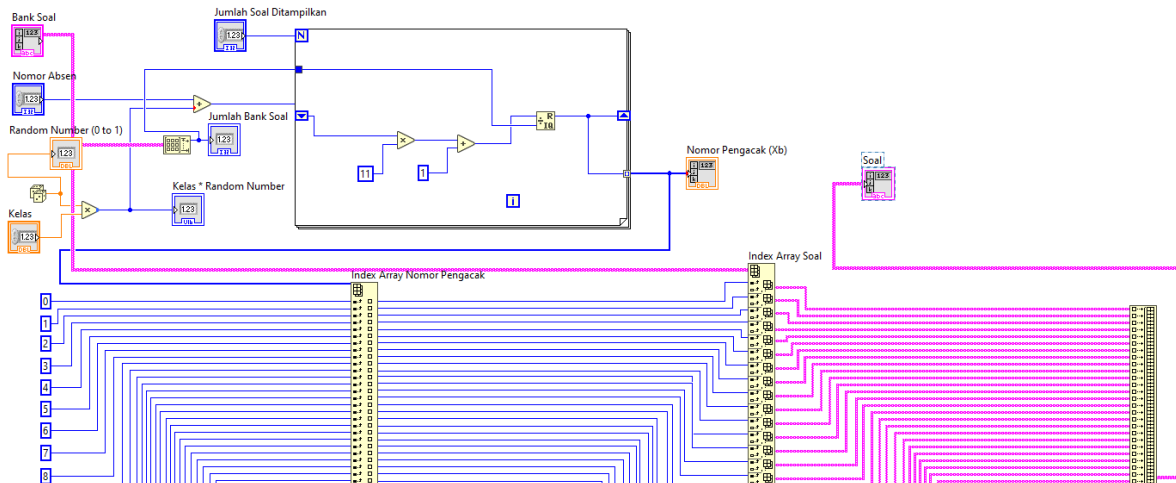 Bank Soal
Jumlah Soal Ditampilkan
N
Nomor Absen
Random Number (0 to 1)
Jumlah Bank Soal
Kelas * Random Number
Kelas
11
1
i
R
IQ
Nomor Pengacak (Xb)
Soal
Index Array Nomor Pengacak
Index Array Soal
0
1
2
3
4
5
6
7
8